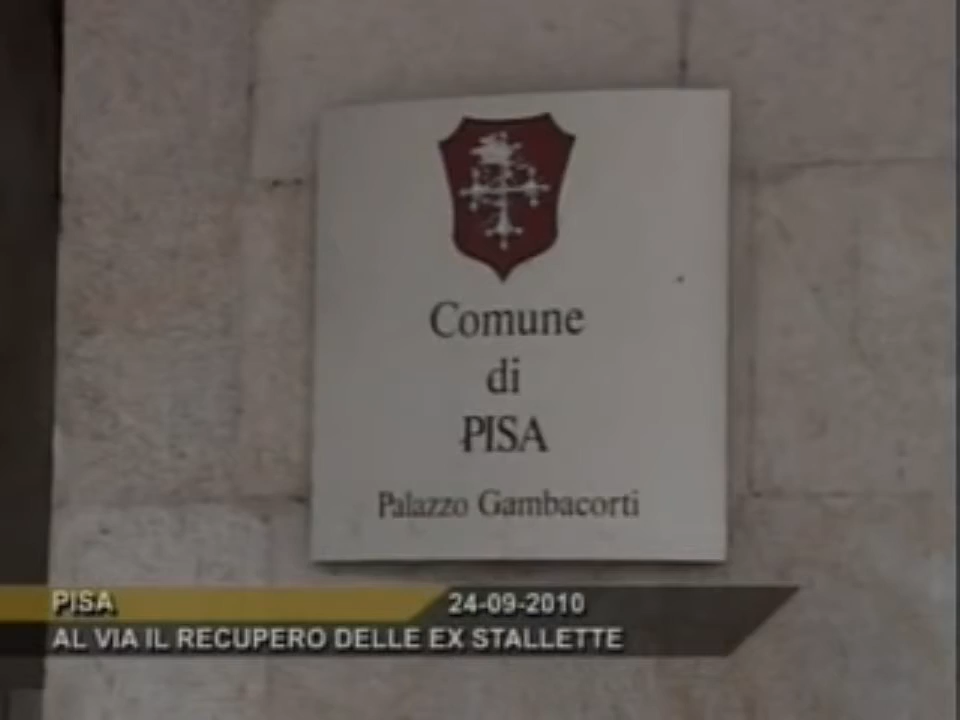 Comune
di
PISA
Palazzo Gambacorti
PISA 24-09-2010
AL VIA IL RECUPERO DELLE EX STALLETTE